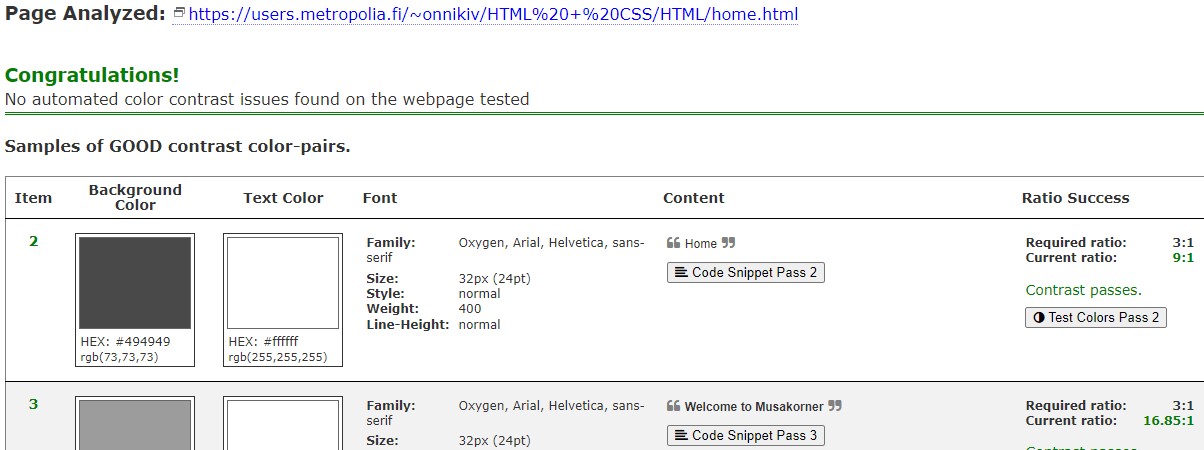 Page Analyzed: https://users.metropolia.fi/~onnikiv/HTML%20+%20CSS/HTML/home.html
Congratulations!
No automated color contrast issues found on the webpage tested
Samples of GOOD contrast color-pairs.
Item Background Color Text Color Font Content Ratio Success
2
HEX: #494949
rgb(73,73,73)
HEX: #ffffff
rgb(255,255,255)
Family: Oxygen, Arial, Helvetica, sans-
serif
Size: 32px (24pt)
Style: normal
Weight: 400
Line-Height: normal
❝ Home ❞
Code Snippet Pass 2
Required ratio: 3:1
Current ratio: 9:1
Contrast passes.
Test Colors Pass 2
3
Family: Oxygen, Arial, Helvetica, sans-
serif
Size: 32px (24pt)
❝ Welcome to Musakorner ❞
Code Snippet Pass 3
Required ratio: 3:1
Current ratio: 16.85:1
Contrast passes.